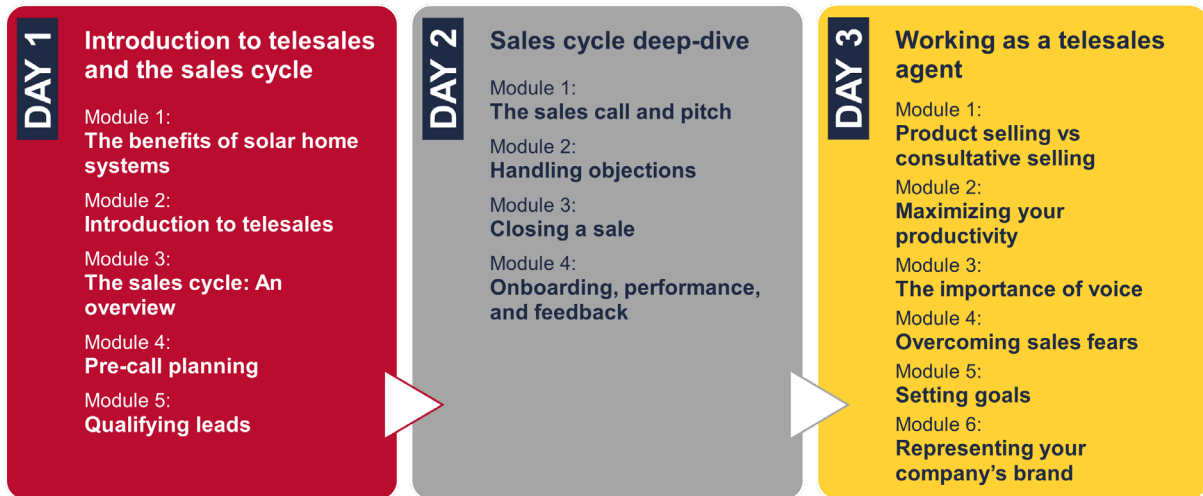 DAY 1
Introduction to telesales
and the sales cycle
Module 1:
The benefits of solar home
systems
Module 2:
Introduction to telesales
Module 3:
The sales cycle: An
overview
Module 4:
Pre-call planning
Module 5:
Qualifying leads
DAY 2
Sales cycle deep-dive
Module 1:
The sales call and pitch
Module 2:
Handling objections
Module 3:
Closing a sale
Module 4:
Onboarding, performance,
and feedback
DAY 3
Working as a telesales
agent
Module 1:
Product selling vs
consultative selling
Module 2:
Maximizing your
productivity
Module 3:
The importance of voice
Module 4:
Overcoming sales fears
Module 5:
Setting goals
Module 6:
Representing your
company’s brand